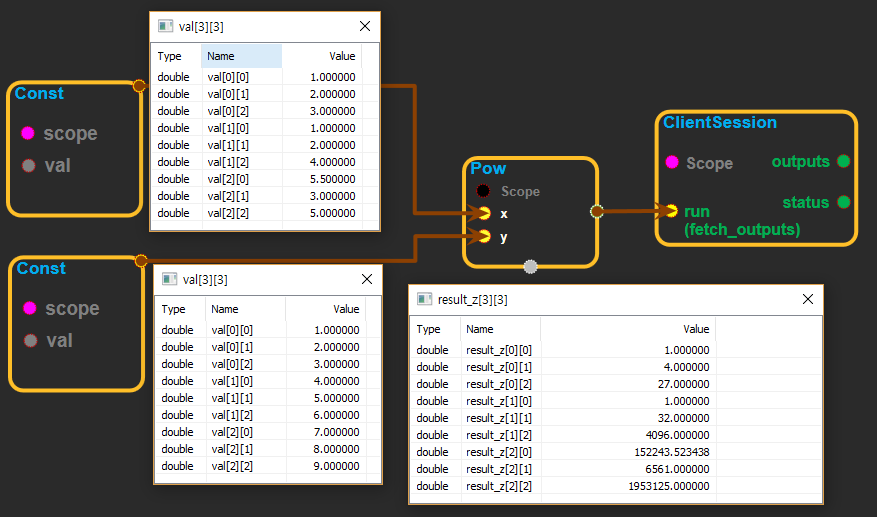 val[3][3]
Type Name Value
double val[0][0] 1.000000
double val[0][1] 2.000000
double val[0][2] 3.000000
double val[1][0] 1.000000
double val[1][1] 2.000000
double val[1][2] 4.000000
double val[2][0] 5.500000
double val[2][1] 3.000000
double val[2][2] 5.000000
Const
scope
val
Const
scope
val
val[3][3]
Type Name Value
double val[0][0] 1.000000
double val[0][1] 2.000000
double val[0][2] 3.000000
double val[1][0] 4.000000
double val[1][1] 5.000000
double val[1][2] 6.000000
double val[2][0] 7.000000
double val[2][1] 8.000000
double val[2][2] 9.000000
Pow
Scope
x
y
ClientSession
Scope outputs
status
run
(fetch_outputs)
result_z[3][3]
Type Name Value
double result_z[0][0] 1.000000
double result_z[0][1] 4.000000
double result_z[0][2] 27.000000
double result_z[1][0] 1.000000
double result_z[1][1] 32.000000
double result_z[1][2] 4096.000000
double result_z[2][0] 152243.523438
double result_z[2][1] 6561.000000
double result_z[2][2] 1953125.000000